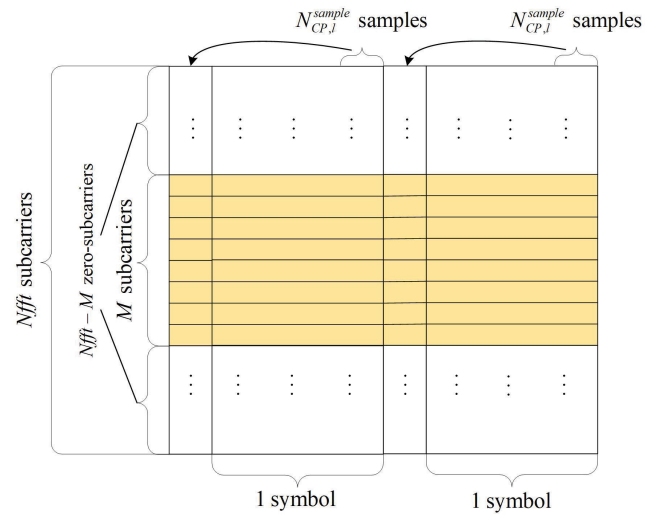 N_{CP,l}^{sample} samples
N_{CP,l}^{sample} samples
Nfft subcarriers
Nfft – M zero-subcarriers
M subcarriers
1 symbol
1 symbol